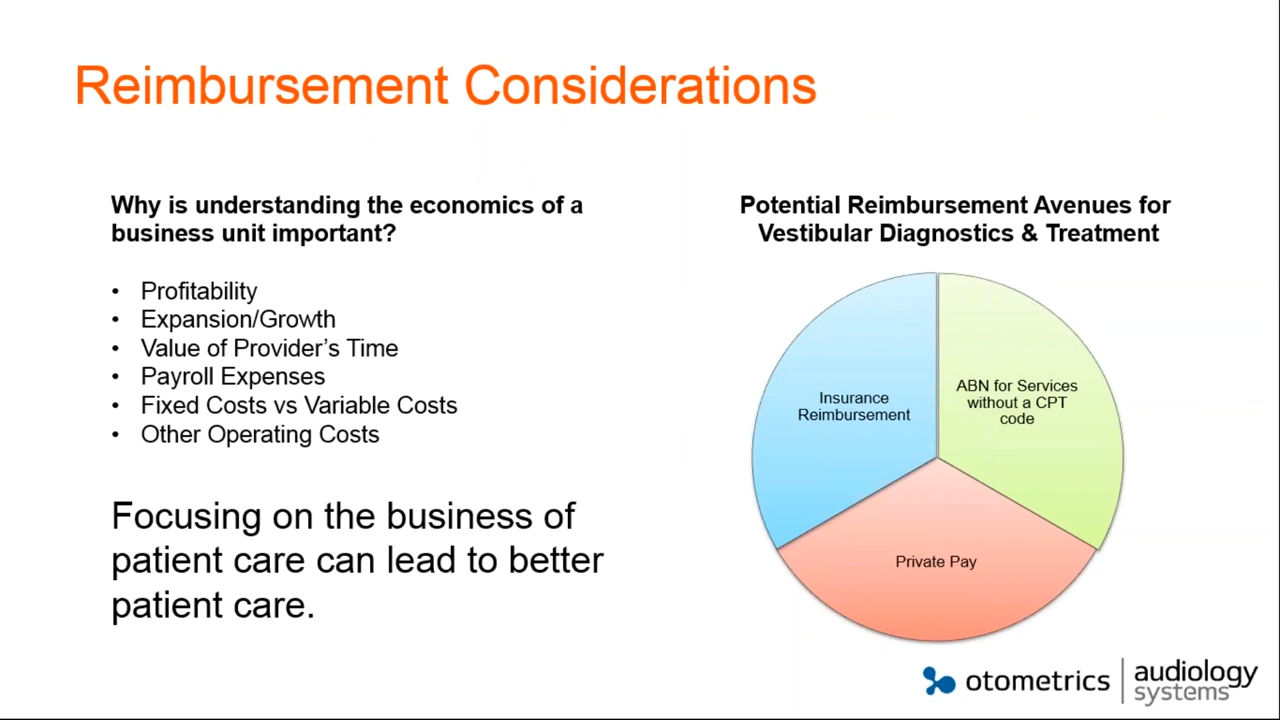 Reimbursement Considerations
Why is understanding the economics of a
business unit important?
• Profitability
• Expansion/Growth
• Value of Provider’s Time
• Payroll Expenses
• Fixed Costs vs Variable Costs
• Other Operating Costs
Focusing on the business of
patient care can lead to better
patient care.
Potential Reimbursement Avenues for
Vestibular Diagnostics & Treatment
Insurance
Reimbursement
ABN for Services
without a CPT
code
Private Pay
otometrics
audiology
systems